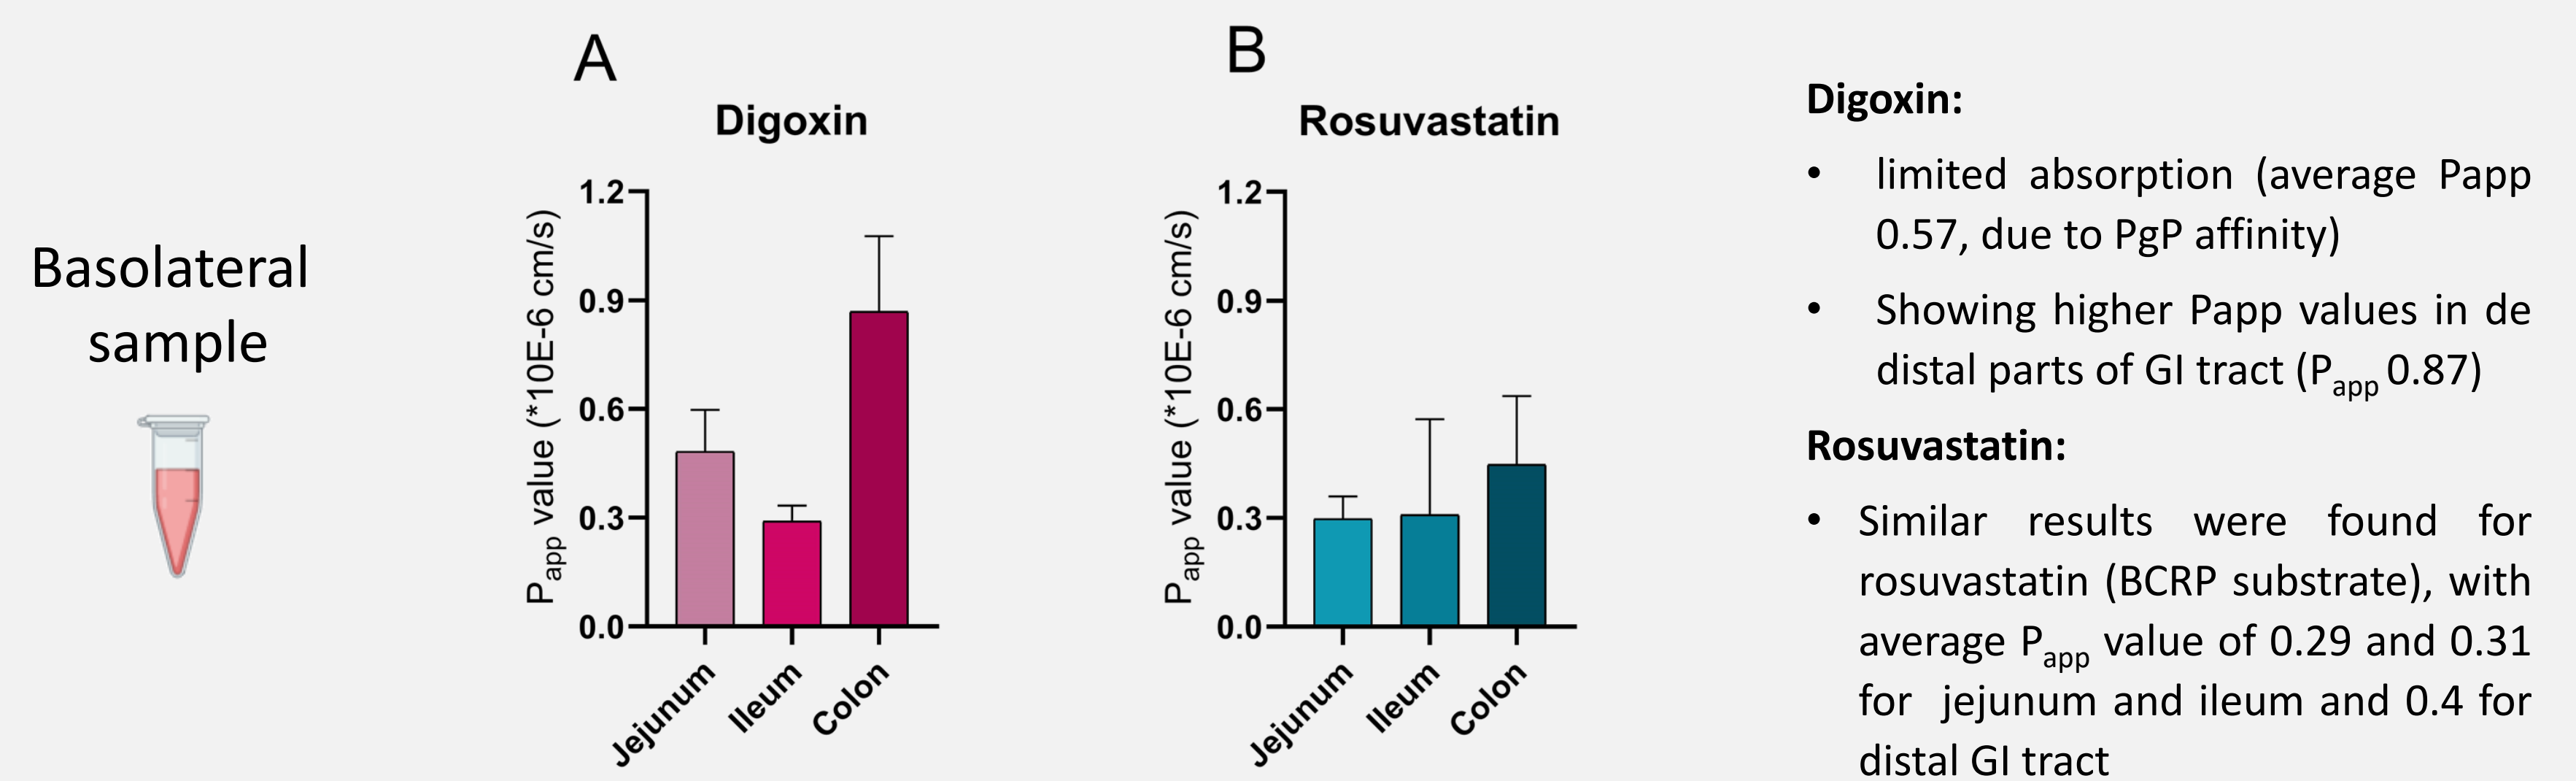 Basolateral
sample
A
Digoxin
P_app value (*10E-6 cm/s)
1.2
0.9
0.6
0.3
0.0
Jejunum
Ileum
Colon
B
Rosuvastatin
P_app value (*10E-6 cm/s)
1.2
0.9
0.6
0.3
0.0
Jejunum
Ileum
Colon
Digoxin:
• limited absorption (average Papp
0.57, due to PgP affinity)
• Showing higher Papp values in de
distal parts of GI tract (P_app 0.87)
Rosuvastatin:
• Similar results were found for
rosuvastatin (BCRP substrate), with
average P_app value of 0.29 and 0.31
for jejunum and ileum and 0.4 for
distal GI tract